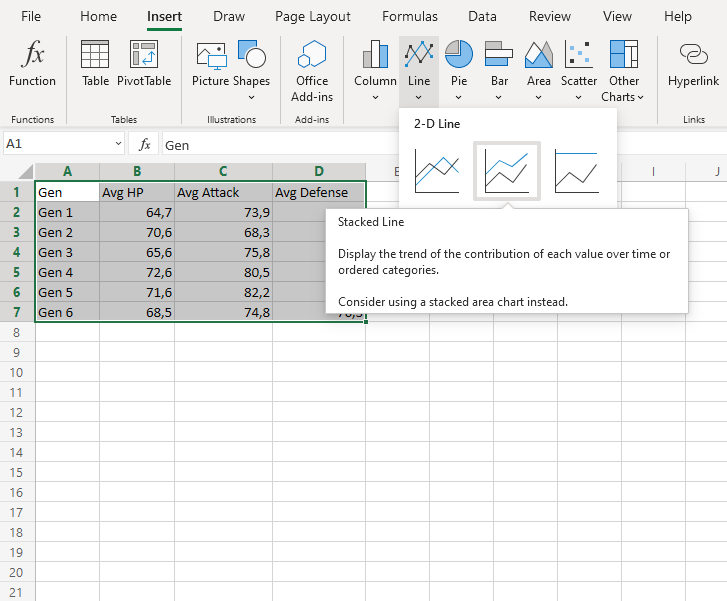 File Home Insert Draw Page Layout Formulas Data Review View Help
fx
Function Table PivotTable Picture Shapes Office Add-ins Column Line Pie Bar Area Scatter Other Charts Hyperlink
Functions Tables Illustrations Add-ins Links
2-D Line
A1 fx Gen
A B C D E I J
1 Gen Avg HP Avg Attack Avg Defense
2 Gen 1 64,7 73,9
3 Gen 2 70,6 68,3
4 Gen 3 65,6 75,8
5 Gen 4 72,6 80,5
6 Gen 5 71,6 82,2
7 Gen 6 68,5 74,8
Stacked Line
Display the trend of the contribution of each value over time or
ordered categories.
Consider using a stacked area chart instead.
8
9
10
11
12
13
14
15
16
17
18
19
20
21